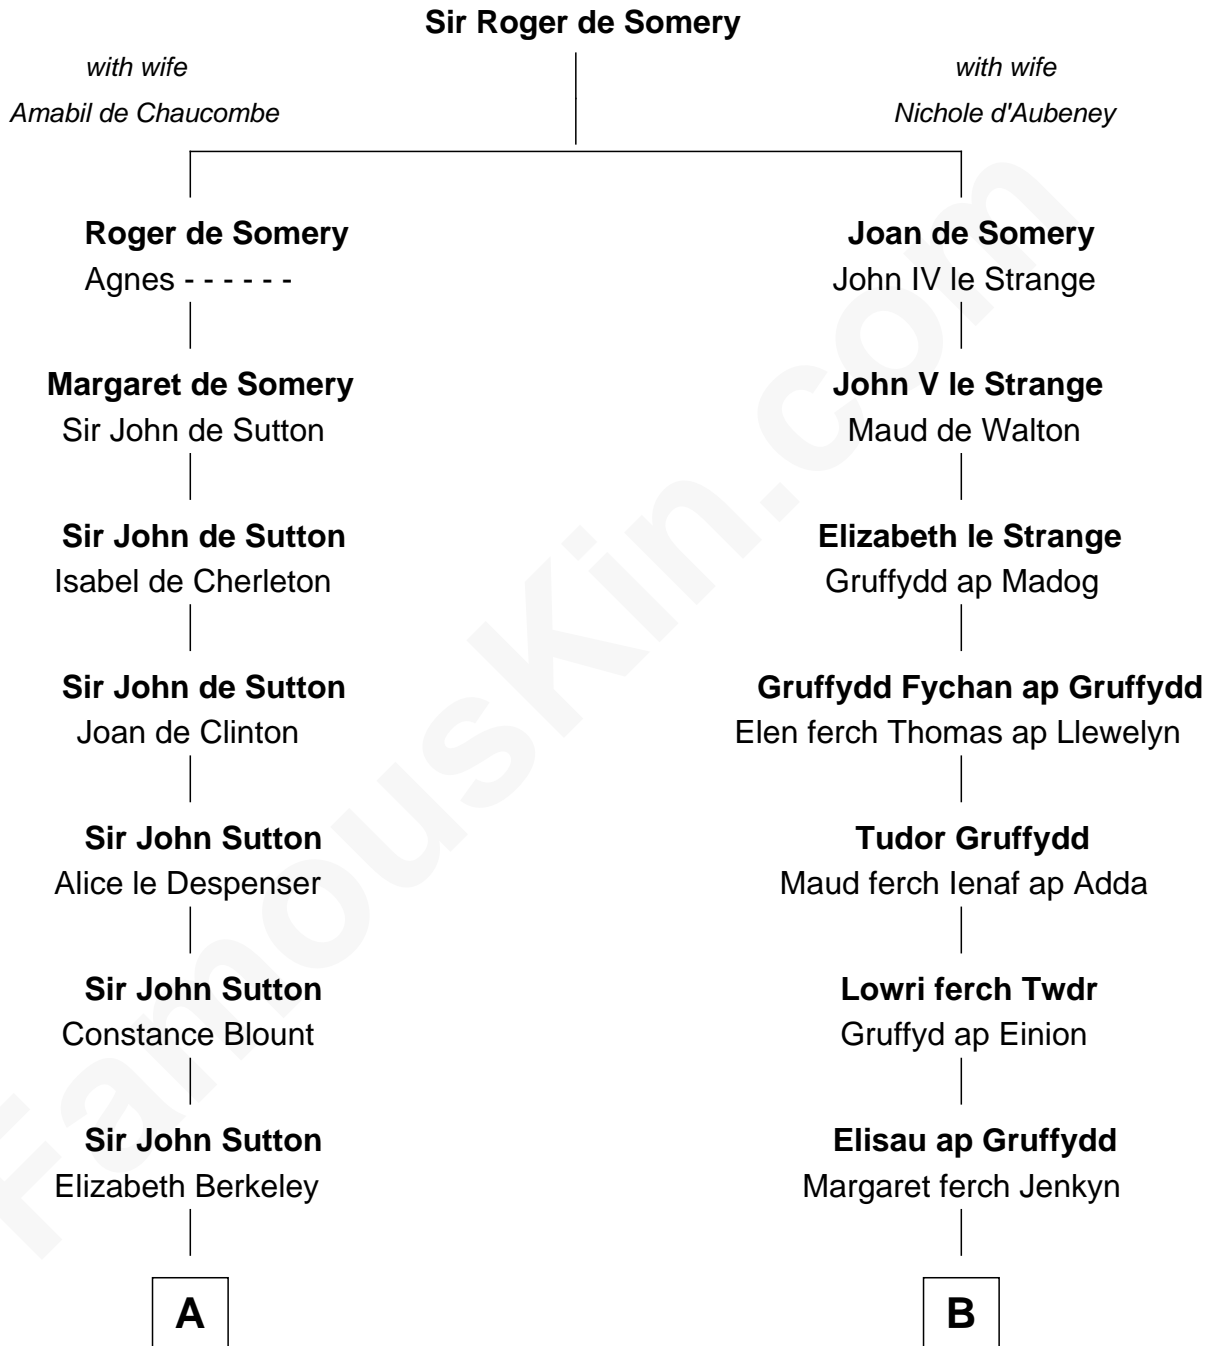 Sir Roger de Somery
with wife
Amabil de Chaucombe
with wife
Nichole d'Aubeney
Roger de Somery
Agnes - - - - - -
Joan de Somery
John IV le Strange
Margaret de Somery
Sir John de Sutton
John V le Strange
Maud de Walton
Sir John de Sutton
Isabel de Cherleton
Elizabeth le Strange
Gruffydd ap Madog
Sir John de Sutton
Joan de Clinton
Gruffydd Fychan ap Gruffydd
Elen ferch Thomas ap Llewelyn
Sir John Sutton
Alice le Despenser
Tudor Gruffydd
Maud ferch Ienaf ap Adda
Sir John Sutton
Constance Blount
Lowri ferch Twdr
Gruffyd ap Einion
Sir John Sutton
Elizabeth Berkeley
Elisau ap Gruffydd
Margaret ferch Jenkyn
A
B
FamousKin.com